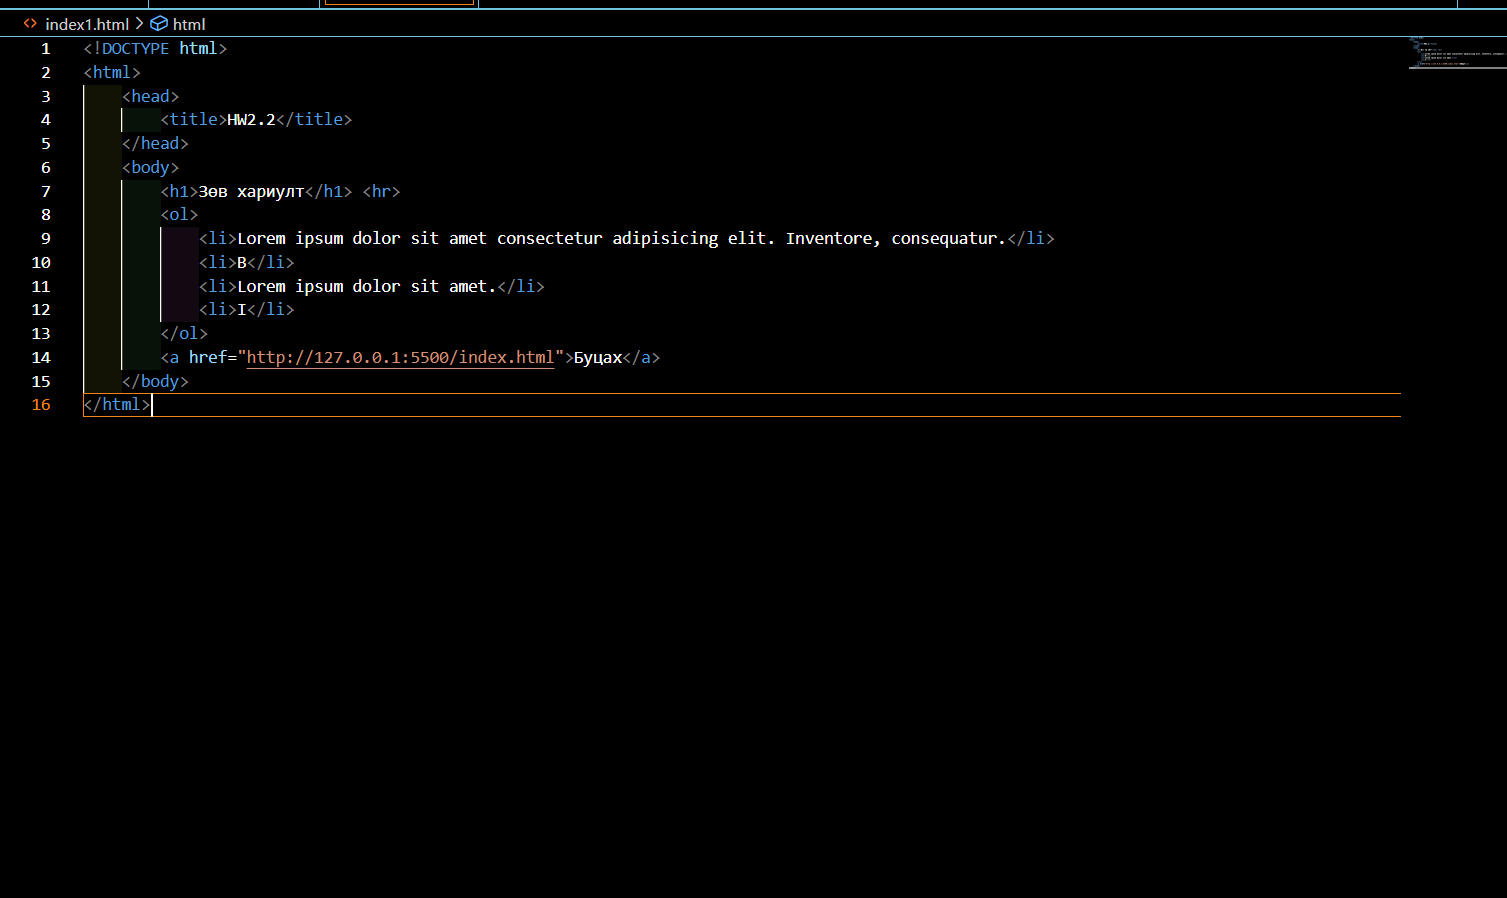 index1.html > html
1 <!DOCTYPE html>
2 <html>
3 <head>
4 <title>HW2.2</title>
5 </head>
6 <body>
7 <h1>Зөв хариулт</h1> <hr>
8 <ol>
9 <li>Lorem ipsum dolor sit amet consectetur adipisicing elit. Inventore, consequatur.</li>
10 <li>B</li>
11 <li>Lorem ipsum dolor sit amet.</li>
12 <li>I</li>
13 </ol>
14 <a href="http://127.0.0.1:5500/index.html">Буцах</a>
15 </body>
16 </html>